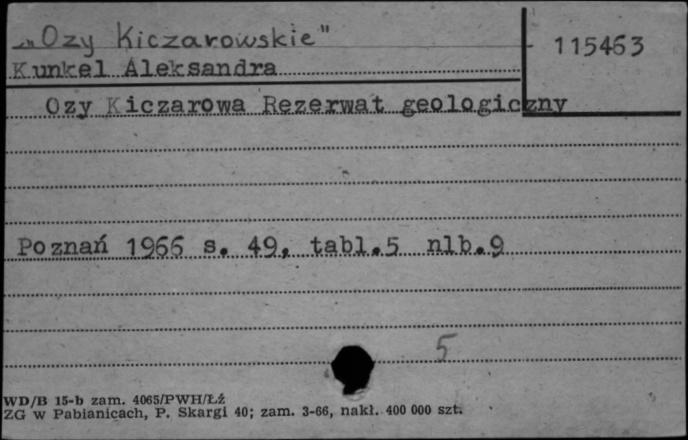 „Ozy Kiczarowskie"
115463
Kunkel Aleksandra
Ozy Kiczarowa Rezerwat geologiczny
Poznań 1966 s. 49, tabl.5 nlb.9
5
WD/B 15-b zam. 4065/PWH/Łź
ZG w Pabianicach, P. Skargi 40; zam. 3-66, nakł. 400 000 szt.